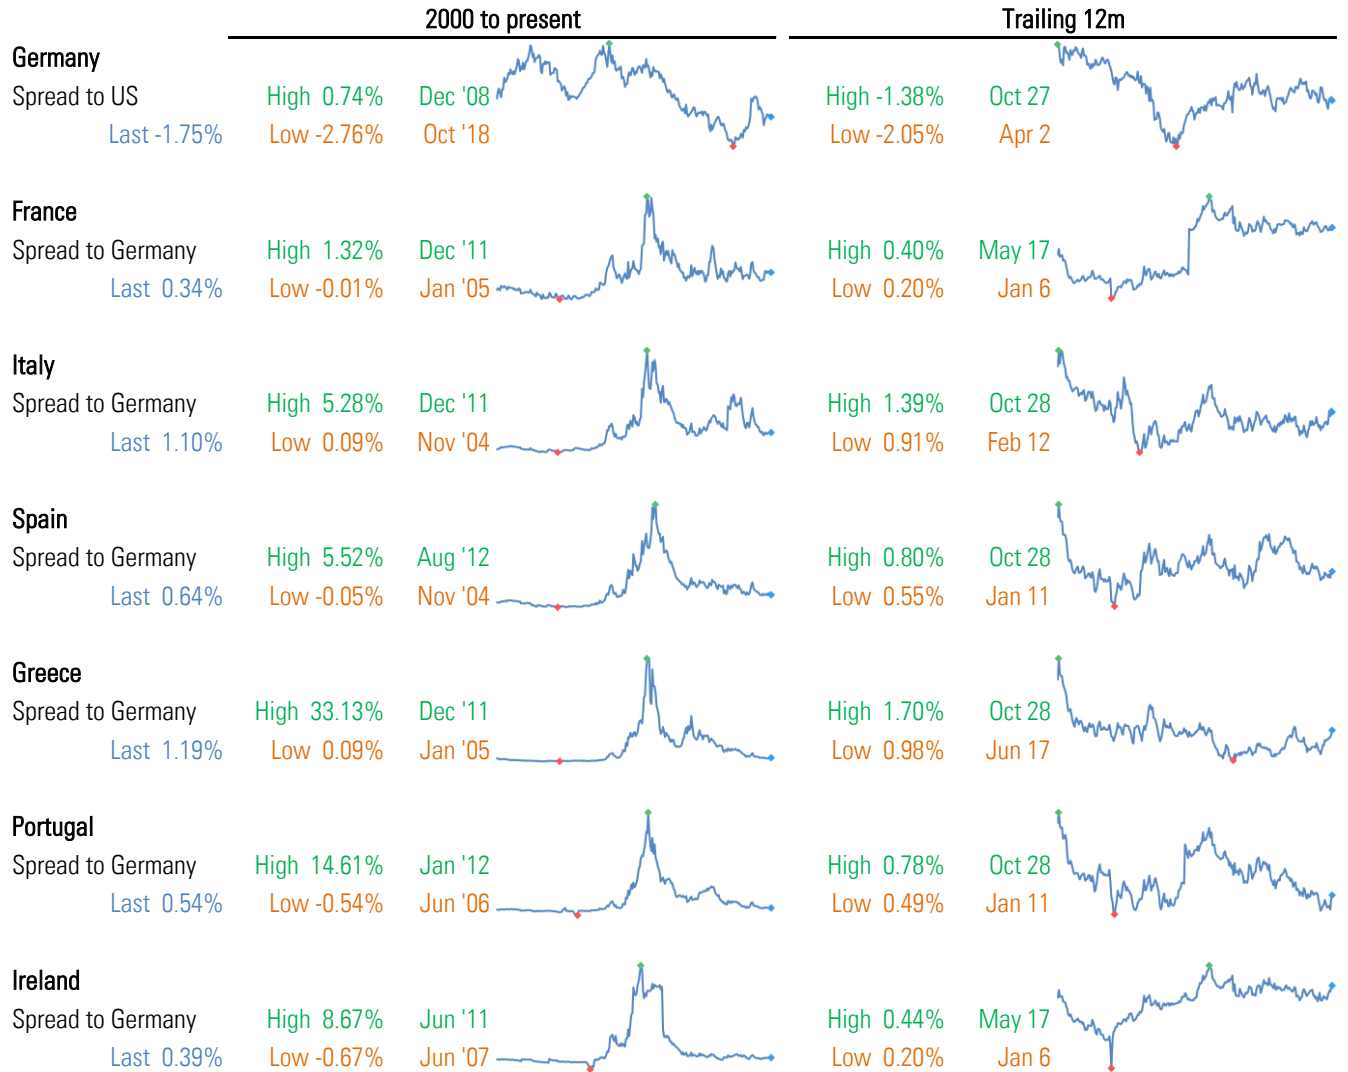 2000 to present Trailing 12m
Germany
Spread to US High 0.74% Dec '08 High -1.38% Oct 27
Last -1.75% Low -2.76% Oct '18 Low -2.05% Apr 2
France
Spread to Germany High 1.32% Dec '11 High 0.40% May 17
Last 0.34% Low -0.01% Jan '05 Low 0.20% Jan 6
Italy
Spread to Germany High 5.28% Dec '11 High 1.39% Oct 28
Last 1.10% Low 0.09% Nov '04 Low 0.91% Feb 12
Spain
Spread to Germany High 5.52% Aug '12 High 0.80% Oct 28
Last 0.64% Low -0.05% Nov '04 Low 0.55% Jan 11
Greece
Spread to Germany High 33.13% Dec '11 High 1.70% Oct 28
Last 1.19% Low 0.09% Jan '05 Low 0.98% Jun 17
Portugal
Spread to Germany High 14.61% Jan '12 High 0.78% Oct 28
Last 0.54% Low -0.54% Jun '06 Low 0.49% Jan 11
Ireland
Spread to Germany High 8.67% Jun '11 High 0.44% May 17
Last 0.39% Low -0.67% Jun '07 Low 0.20% Jan 6